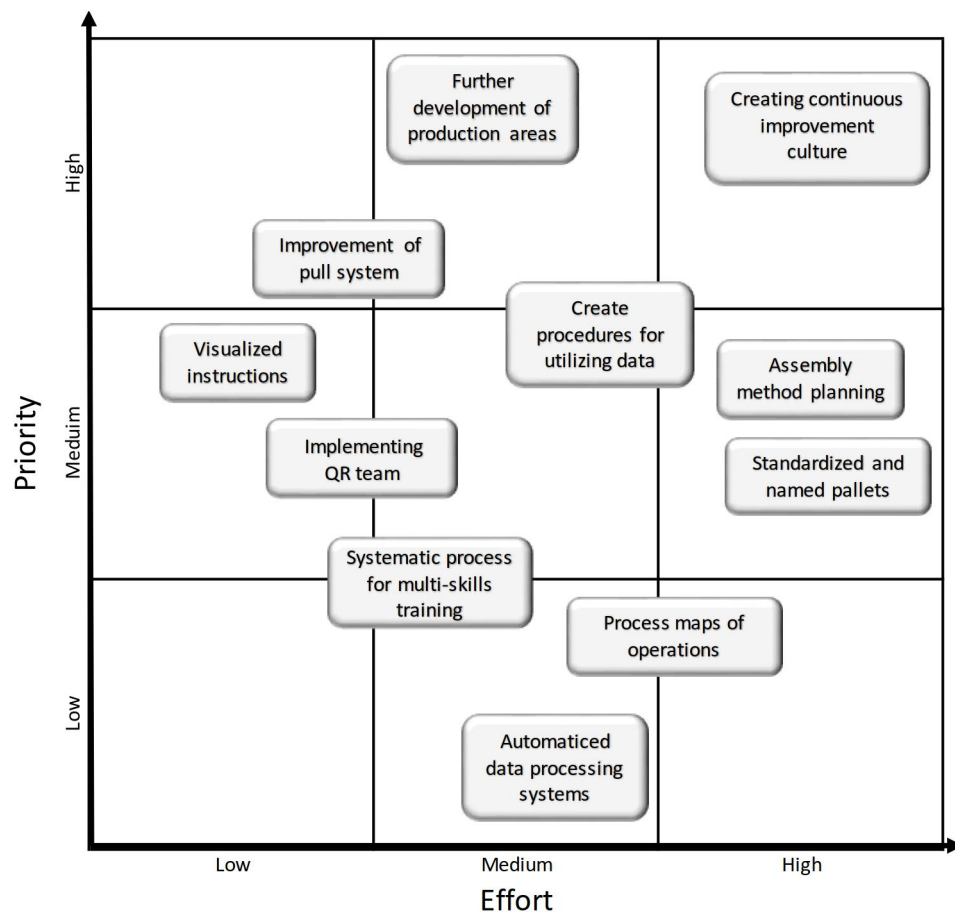 Further
development of
production areas
Creating continuous
improvement
culture
High
Improvement of
pull system
Create
procedures for
utilizing data
Visualized
instructions
Assembly
method planning
Priority
Meduim
Implementing
QR team
Standardized and
named pallets
Systematic process
for multi-skills
training
Process maps of
operations
Low
Automaticed
data processing
systems
Low
Medium
High
Effort